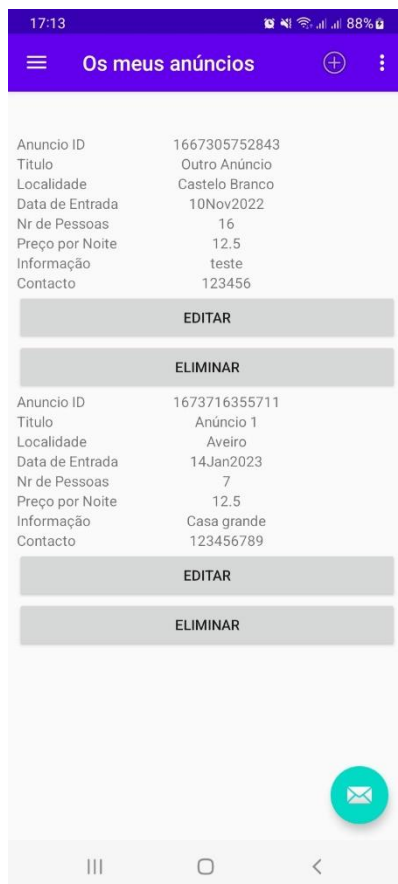 17:13 88%
Os meus anúncios
Anuncio ID 1667305752843
Titulo Outro Anúncio
Localidade Castelo Branco
Data de Entrada 10Nov2022
Nr de Pessoas 16
Preço por Noite 12.5
Informação teste
Contacto 123456
EDITAR
ELIMINAR
Anuncio ID 1673716355711
Titulo Anúncio 1
Localidade Aveiro
Data de Entrada 14Jan2023
Nr de Pessoas 7
Preço por Noite 12.5
Informação Casa grande
Contacto 123456789
EDITAR
ELIMINAR